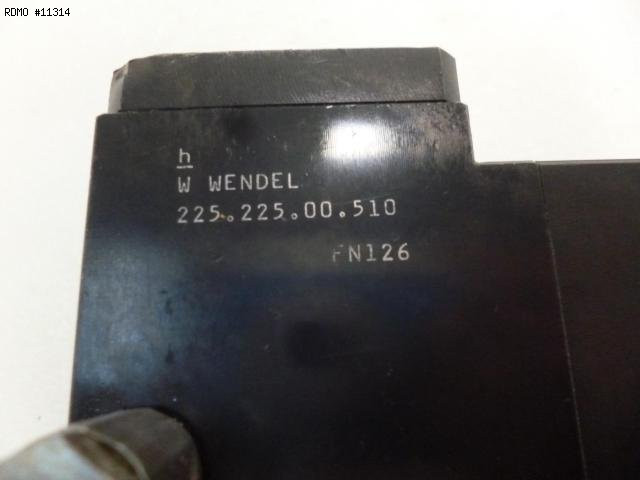 RDMO #11314
h
W WENDEL
225.225.00.510
FN126